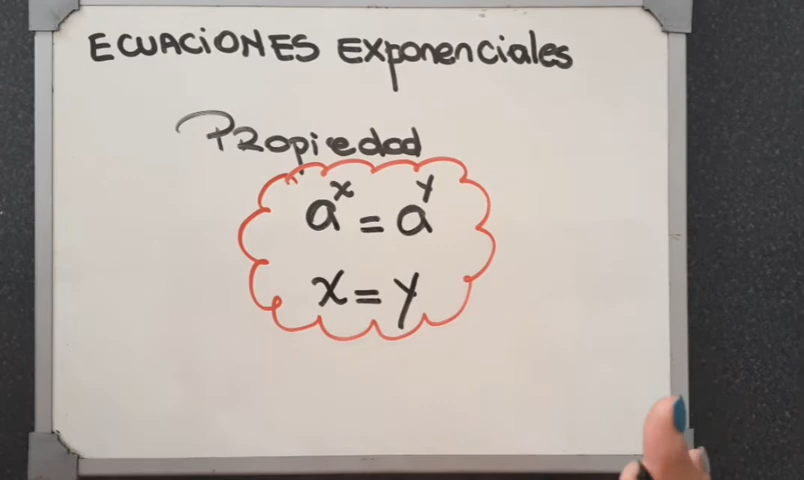 ECUACIONES Exponenciales
Propiedad
a^x = a^y
x = y